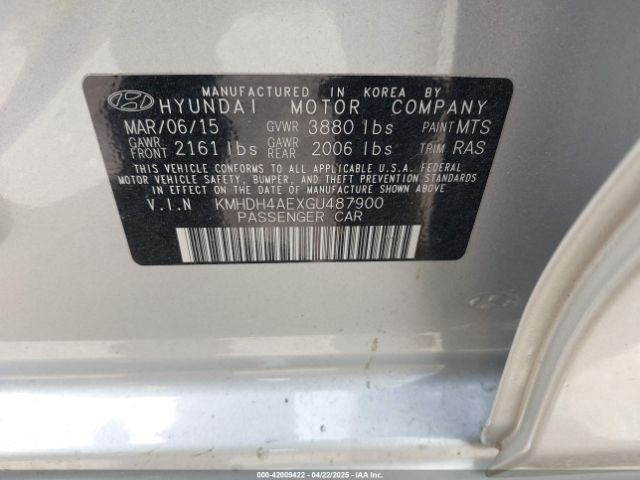 MANUFACTURED IN KOREA BY
HYUNDAI MOTOR COMPANY
MAR/06/15 GVWR 3880 lbs PAINT MTS
GAWR FRONT 2161 lbs GAWR REAR 2006 lbs TRIM RAS
THIS VEHICLE CONFORMS TO ALL APPLICABLE U.S.A. FEDERAL
MOTOR VEHICLE SAFETY, BUMPER, AND THEFT PREVENTION STANDARDS
IN EFFECT ON THE DATE OF MANUFACTURE SHOWN ABOVE.
V.I.N KMHDH4AEXGU487900
PASSENGER CAR
000-42009422 04/22/2025 IAAI.COM